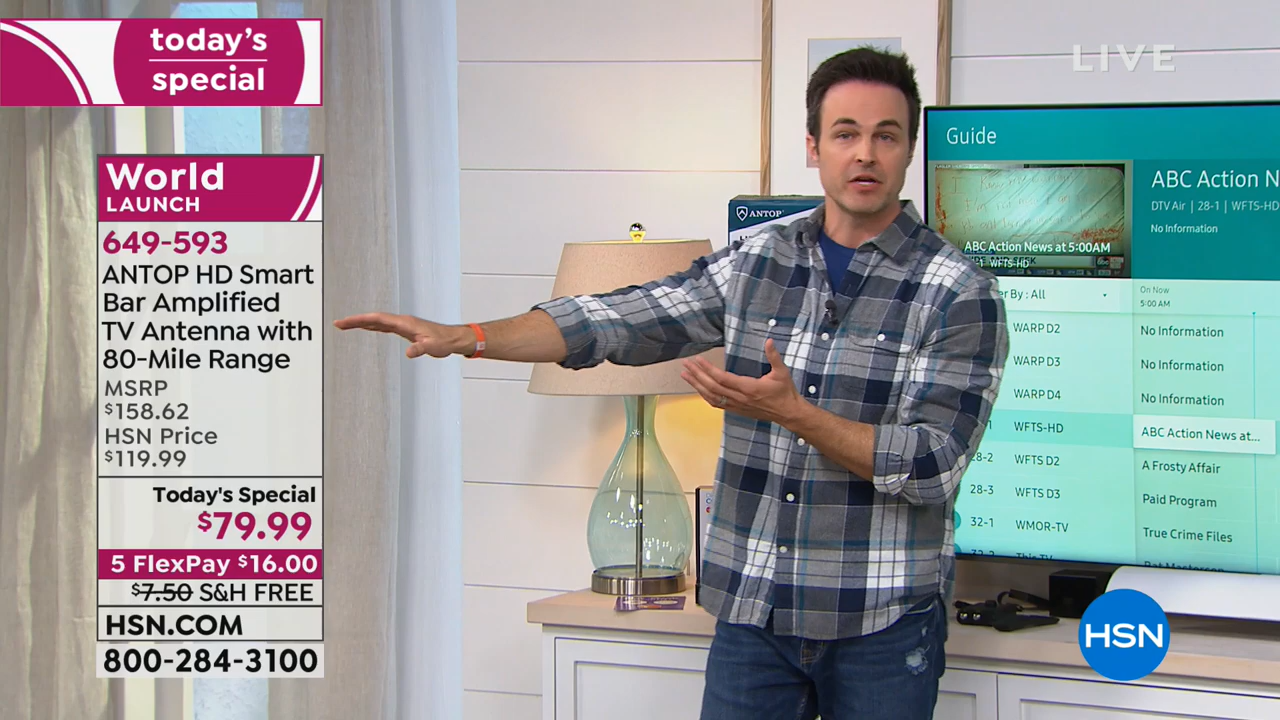 today's
special
LIVE
World
LAUNCH
649-593
ANTOP HD Smart
Bar Amplified
TV Antenna with
80-Mile Range
MSRP
$158.62
HSN Price
$119.99
Today's Special
$79.99
5 FlexPay $16.00
$7.50 S&H FREE
HSN.COM
800-284-3100
ANTOP
Guide
ABC Action N
DTV Air | 28-1 | WFTS-HD
No Information
ABC Action News at 5:00AM
WFTS-HD
er By : All
On Now
5:00 AM
WARP D2
No Information
WARP D3
No Information
WARP D4
No Information
1 WFTS-HD
ABC Action News at...
28-2 WFTS D2
A Frosty Affair
28-3 WFTS D3
Paid Program
32-1 WMOR-TV
True Crime Files
HSN